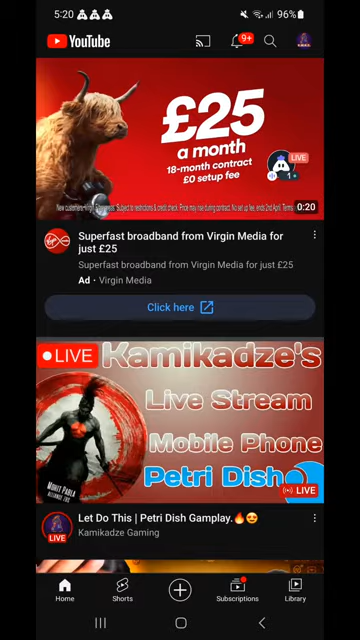 5:20
96%
YouTube
9+
£25
a month
18-month contract
£0 setup fee
LIVE
1
0:20
Superfast broadband from Virgin Media for
just £25
Superfast broadband from Virgin Media for just £25
Ad • Virgin Media
Click here
LIVE
Kamikadze's
Live Stream
Mobile Phone
Petri Dish
LIVE
Let Do This | Petri Dish Gamplay.🔥😍
Kamikadze Gaming
LIVE
Home
Shorts
Subscriptions
Library